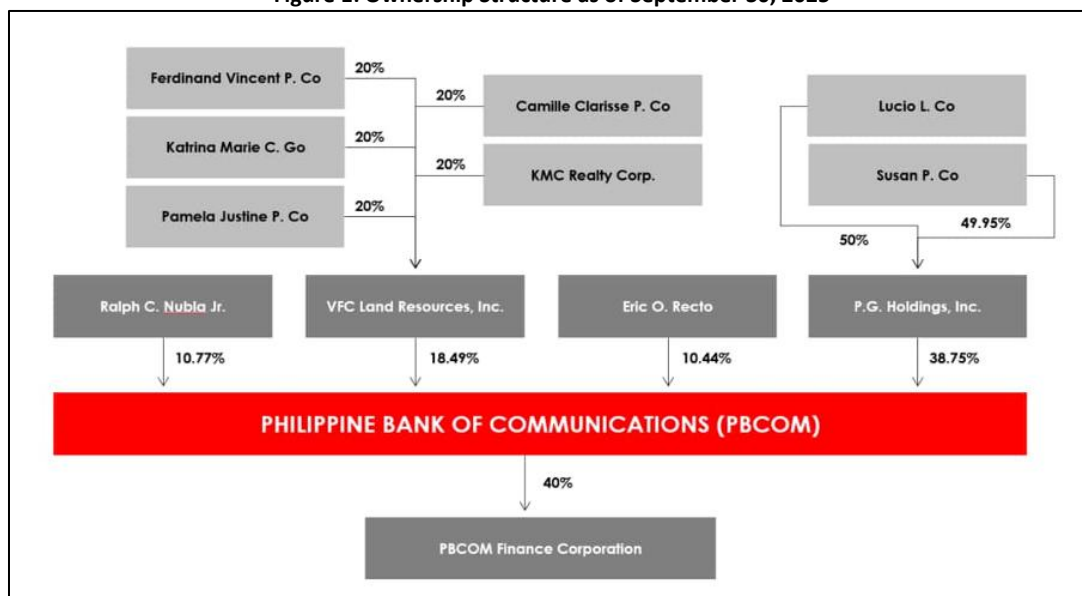 Figure 1. Ownership Structure as of September 30, 2025
Ferdinand Vincent P. Co
20%
20%
Camille Clarisse P. Co
Lucio L. Co
Katrina Marie C. Go
20%
20%
KMC Realty Corp.
Susan P. Co
Pamela Justine P. Co
20%
50%
49.95%
Ralph C. Nubla Jr.
VFC Land Resources, Inc.
Eric O. Recto
P.G. Holdings, Inc.
10.77%
18.49%
10.44%
38.75%
PHILIPPINE BANK OF COMMUNICATIONS (PBCOM)
40%
PBCOM Finance Corporation